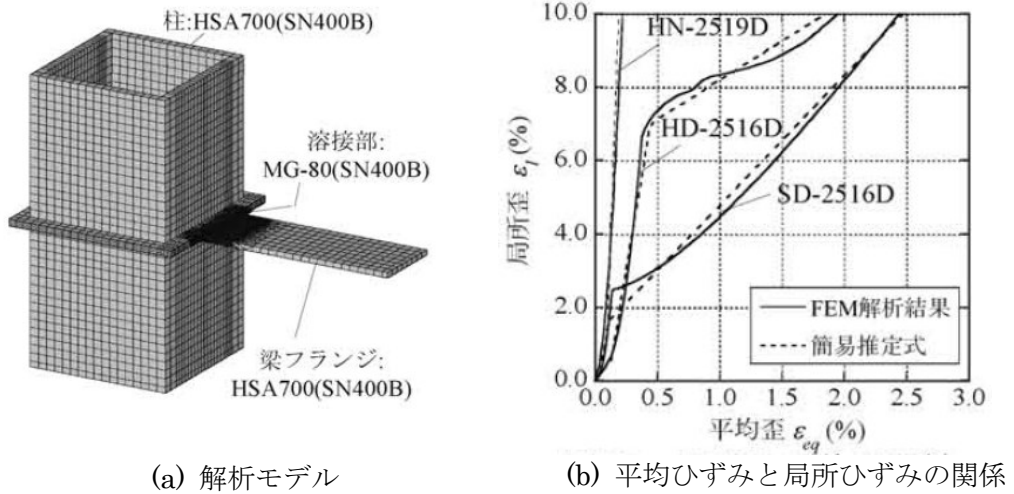 柱:HSA700(SN400B)
溶接部:
MG-80(SN400B)
梁フランジ:
HSA700(SN400B)
(a) 解析モデル
局所歪 εl (%)
10.0
8.0
6.0
4.0
2.0
0.0
HN-2519D
HD-2516D
SD-2516D
FEM解析結果
簡易推定式
0.0 0.5 1.0 1.5 2.0 2.5 3.0
平均歪 εeq (%)
(b) 平均ひずみと局所ひずみの関係